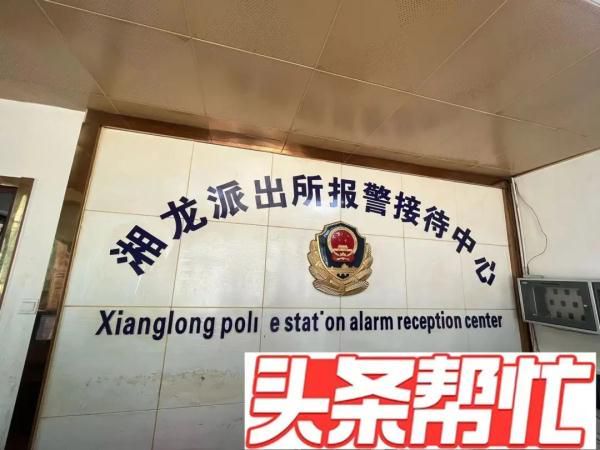 湘龙派出所报警接待中心
Xianglong poli e stat on alarm reception center
头条帮忙